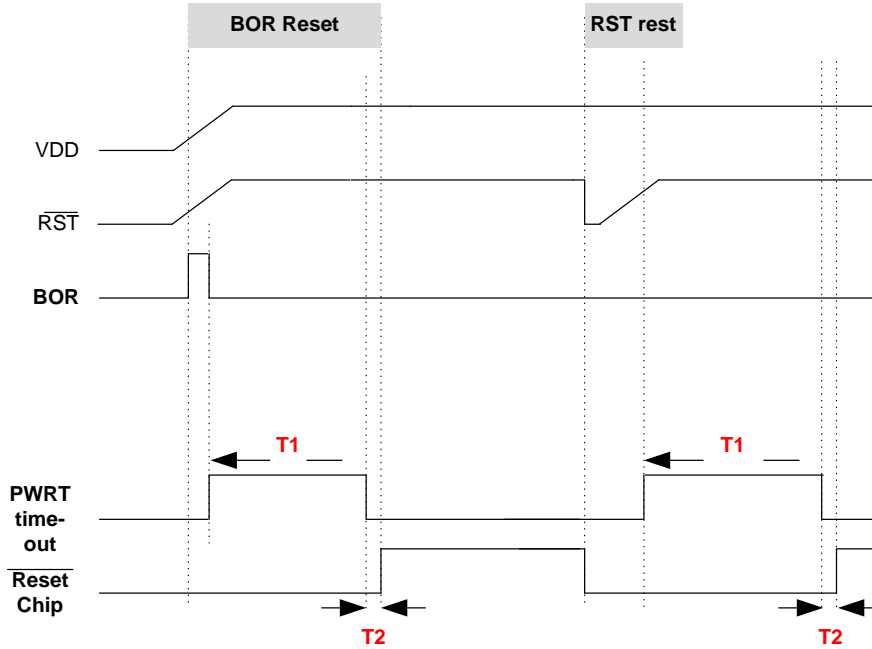 BOR Reset
RST rest
VDD
RST
BOR
T1
T1
PWRT
time-
out
Reset
Chip
T2
T2